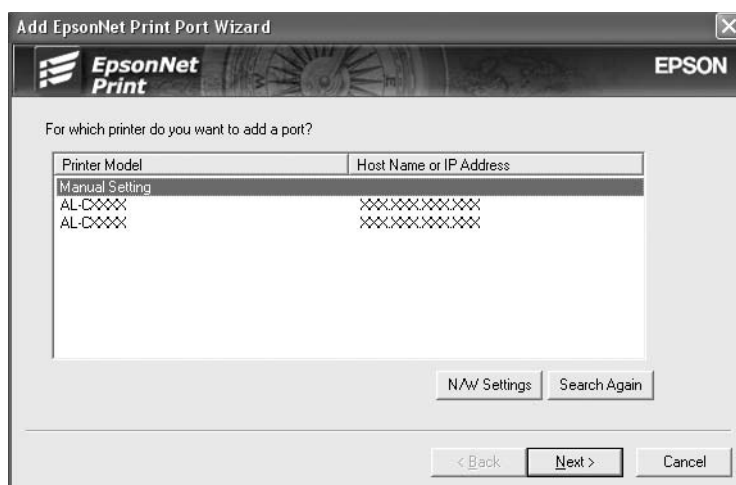 Add EpsonNet Print Port Wizard
EpsonNet
Print
EPSON
For which printer do you want to add a port?
Printer Model Host Name or IP Address
Manual Setting
AL-CXXXX XXX.XXX.XXX.XXX
AL-CXXXX XXX.XXX.XXX.XXX
N/W Settings Search Again
< Back Next > Cancel